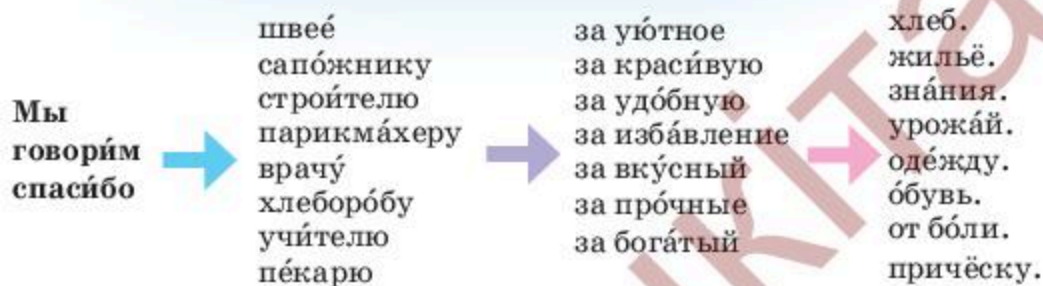 Мы
говори́м
спаси́бо
швее́
сапо́жнику
строи́телю
парикма́херу
врачу́
хлеборо́бу
учи́телю
пе́карю
за ую́тное
за краси́вую
за удо́бную
за изба́вление
за вку́сный
за про́чные
за бога́тый
хлеб.
жильё.
зна́ния.
урожа́й.
оде́жду.
о́бувь.
от бо́ли.
причёску.